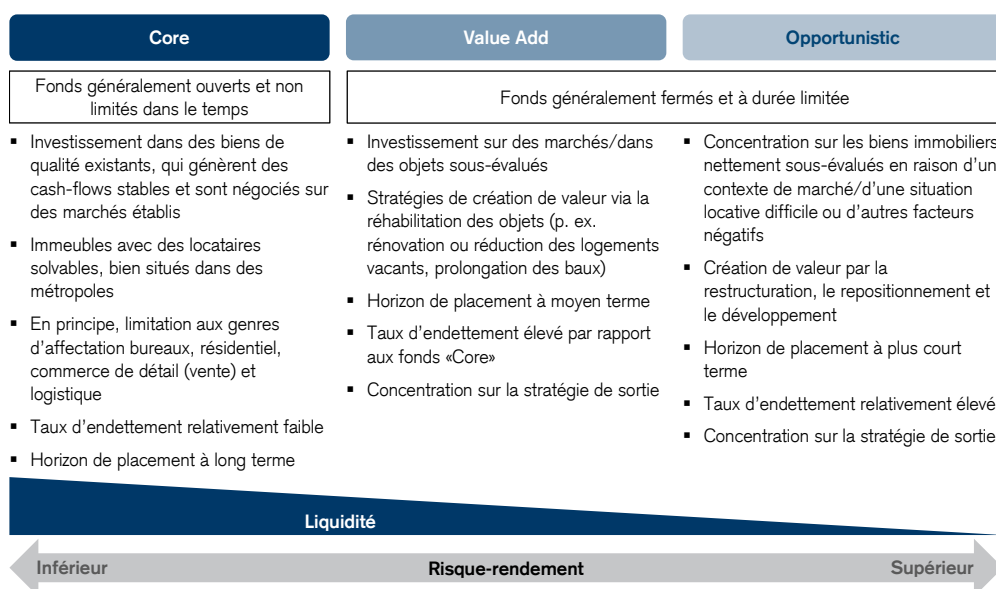 Core
Value Add
Opportunistic
Fonds généralement ouverts et non
limités dans le temps
Fonds généralement fermés et à durée limitée
▪ Investissement dans des biens de
qualité existants, qui génèrent des
cash-flows stables et sont négociés sur
des marchés établis
▪ Immeubles avec des locataires
solvables, bien situés dans des
métropoles
▪ En principe, limitation aux genres
d'affectation bureaux, résidentiel,
commerce de détail (vente) et
logistique
▪ Taux d'endettement relativement faible
▪ Horizon de placement à long terme
▪ Investissement sur des marchés/dans
des objets sous-évalués
▪ Stratégies de création de valeur via la
réhabilitation des objets (p. ex.
rénovation ou réduction des logements
vacants, prolongation des baux)
▪ Horizon de placement à moyen terme
▪ Taux d'endettement élevé par rapport
aux fonds «Core»
▪ Concentration sur la stratégie de sortie
▪ Concentration sur les biens immobiliers
nettement sous-évalués en raison d'un
contexte de marché/d'une situation
locative difficile ou d'autres facteurs
négatifs
▪ Création de valeur par la
restructuration, le repositionnement et
le développement
▪ Horizon de placement à plus court
terme
▪ Taux d'endettement relativement élevé
▪ Concentration sur la stratégie de sortie
Liquidité
Inférieur
Risque-rendement
Supérieur